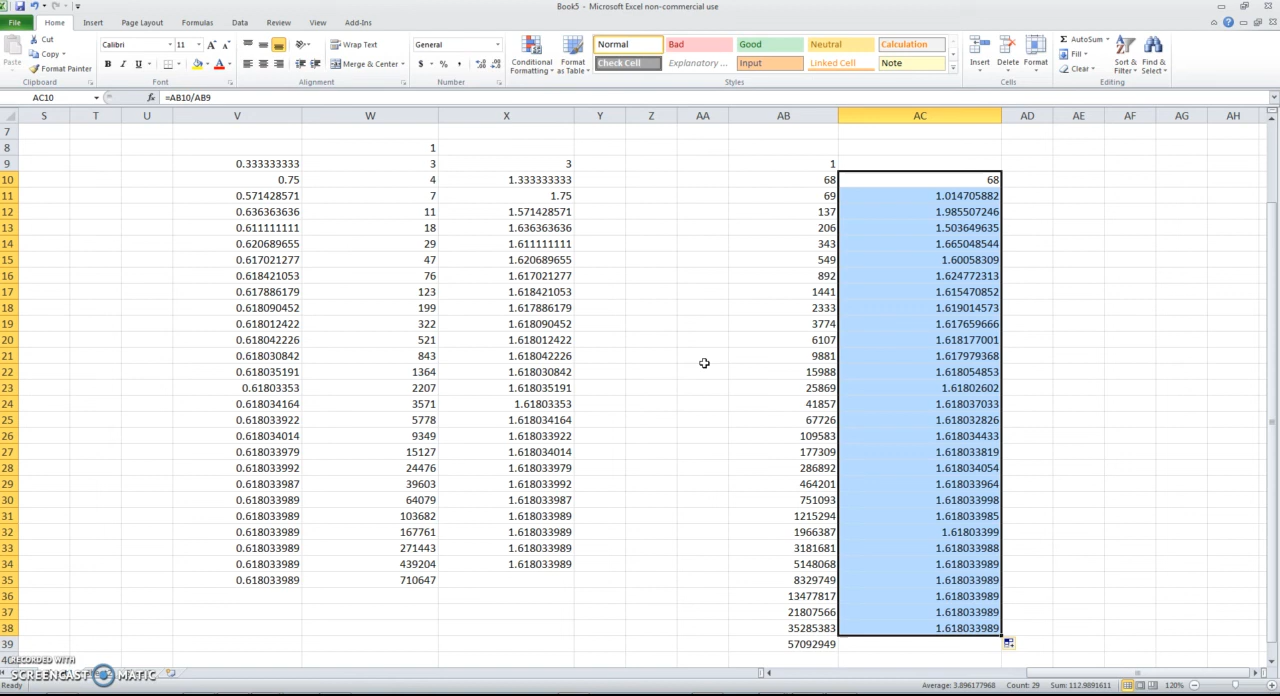 Book5 - Microsoft Excel non-commercial use
File Home Insert Page Layout Formulas Data Review View Add-Ins
Cut
Copy
Format Painter
Paste
Clipboard
Calibri 11
B I U
Font
Wrap Text
Merge & Center
Alignment
General
$ % ,
Number
Conditional Formatting
Format as Table
Normal Bad Good Neutral Calculation
Check Cell Explanatory ... Input Linked Cell Note
Styles
Insert Delete Format
Cells
Σ AutoSum
Fill
Clear
Sort & Filter
Find & Select
Editing
AC10 fx =AB10/AB9
S T U V W X Y Z AA AB AC AD AE AF AG AH
7
8 1
9 0.333333333 3 3 1
10 0.75 4 1.333333333 68 68
11 0.571428571 7 1.75 69 1.014705882
12 0.636363636 11 1.571428571 137 1.985507246
13 0.611111111 18 1.636363636 206 1.503649635
14 0.620689655 29 1.611111111 343 1.665048544
15 0.617021277 47 1.620689655 549 1.60058309
16 0.618421053 76 1.617021277 892 1.624772313
17 0.617886179 123 1.618421053 1441 1.615470852
18 0.618090452 199 1.617886179 2333 1.619014573
19 0.618012422 322 1.618090452 3774 1.617659666
20 0.618042226 521 1.618012422 6107 1.618177001
21 0.618030842 843 1.618042226 9881 1.617979368
22 0.618035191 1364 1.618030842 15988 1.618054853
23 0.61803353 2207 1.618035191 25869 1.61802602
24 0.618034164 3571 1.61803353 41857 1.618037033
25 0.618033922 5778 1.618034164 67726 1.618032826
26 0.618034014 9349 1.618033922 109583 1.618034433
27 0.618033979 15127 1.618034014 177309 1.618033819
28 0.618033992 24476 1.618033979 286892 1.618034054
29 0.618033987 39603 1.618033992 464201 1.618033964
30 0.618033989 64079 1.618033987 751093 1.618033998
31 0.618033989 103682 1.618033989 1215294 1.618033985
32 0.618033989 167761 1.618033989 1966387 1.61803399
33 0.618033989 271443 1.618033989 3181681 1.618033988
34 0.618033989 439204 1.618033989 5148068 1.618033989
35 0.618033989 710647 8329749 1.618033989
36 13477817 1.618033989
37 21807566 1.618033989
38 35285383 1.618033989
39 57092949
RECORDED WITH
SCREENCAST MATIC
Ready Average: 3.896177968 Count: 29 Sum: 112.9891611 120%